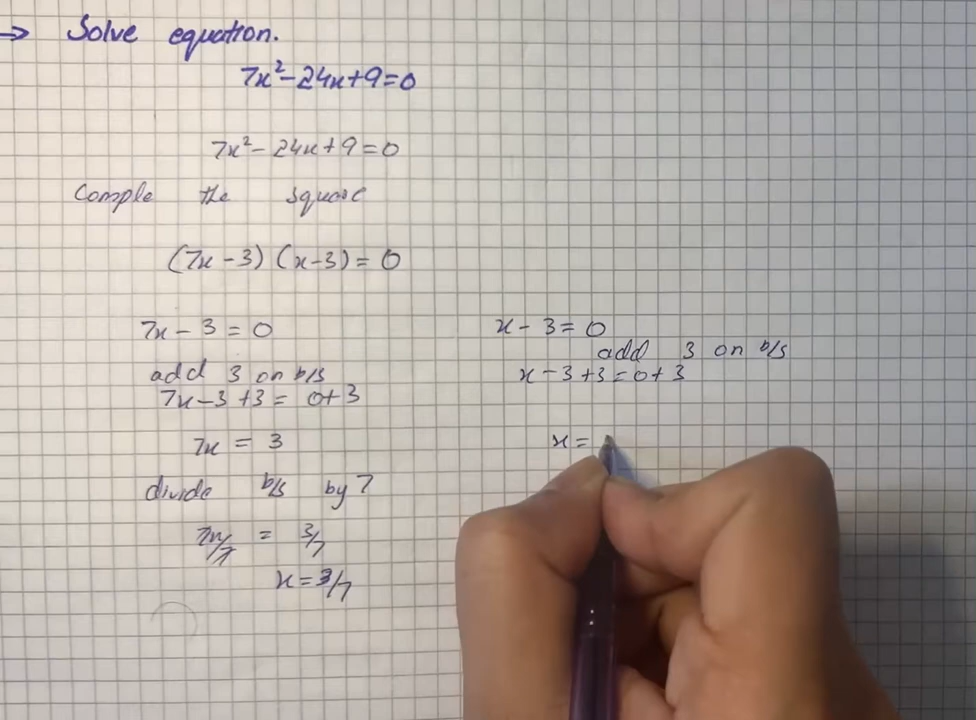 → Solve equation.
7x²-24x+9=0
7x²-24x+9=0
Comple the square
(7x-3)(x-3)=0
7x-3=0
add 3 on b/s
7x-3+3= 0+3
7x = 3
divide b/s by 7
7x/7 = 3/7
x=3/7
x-3=0
add 3 on b/s
x-3+3=0+3
x=